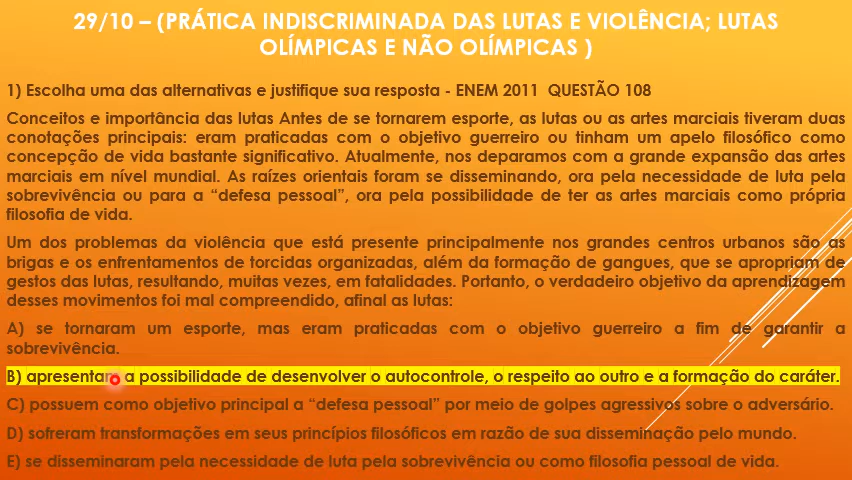 29/10 – (PRÁTICA INDISCRIMINADA DAS LUTAS E VIOLÊNCIA; LUTAS
OLÍMPICAS E NÃO OLÍMPICAS )
1) Escolha uma das alternativas e justifique sua resposta - ENEM 2011 QUESTÃO 108
Conceitos e importância das lutas Antes de se tornarem esporte, as lutas ou as artes marciais tiveram duas
conotações principais: eram praticadas com o objetivo guerreiro ou tinham um apelo filosófico como
concepção de vida bastante significativo. Atualmente, nos deparamos com a grande expansão das artes
marciais em nível mundial. As raízes orientais foram se disseminando, ora pela necessidade de luta pela
sobrevivência ou para a “defesa pessoal”, ora pela possibilidade de ter as artes marciais como própria
filosofia de vida.
Um dos problemas da violência que está presente principalmente nos grandes centros urbanos são as
brigas e os enfrentamentos de torcidas organizadas, além da formação de gangues, que se apropriam de
gestos das lutas, resultando, muitas vezes, em fatalidades. Portanto, o verdadeiro objetivo da aprendizagem
desses movimentos foi mal compreendido, afinal as lutas:
A) se tornaram um esporte, mas eram praticadas com o objetivo guerreiro a fim de garantir a
sobrevivência.
B) apresentam a possibilidade de desenvolver o autocontrole, o respeito ao outro e a formação do caráter.
C) possuem como objetivo principal a “defesa pessoal” por meio de golpes agressivos sobre o adversário.
D) sofreram transformações em seus princípios filosóficos em razão de sua disseminação pelo mundo.
E) se disseminaram pela necessidade de luta pela sobrevivência ou como filosofia pessoal de vida.